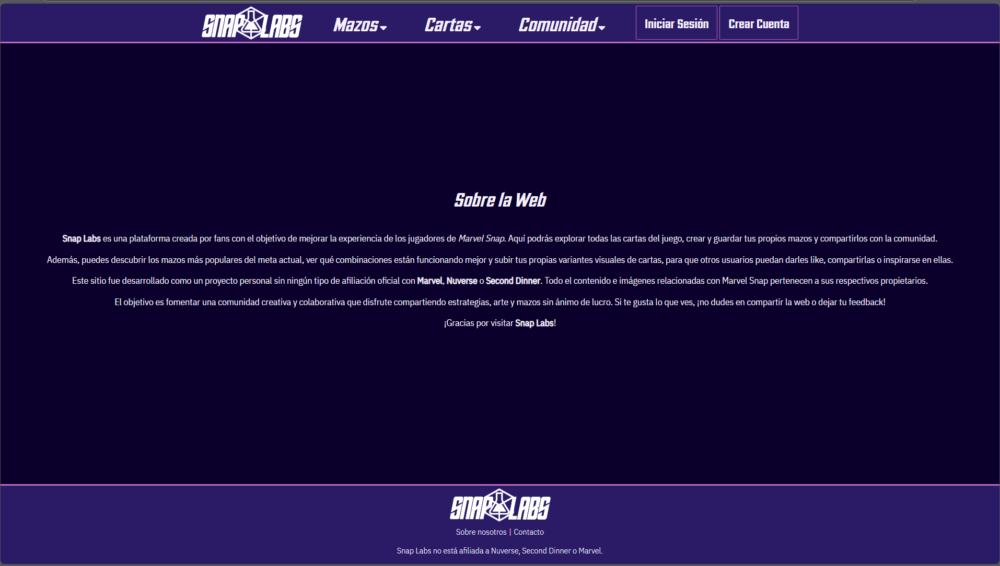 SNAP LABS Mazos Cartas Comunidad Iniciar Sesión Crear Cuenta
Sobre la Web
Snap Labs es una plataforma creada por fans con el objetivo de mejorar la experiencia de los jugadores de Marvel Snap. Aquí podrás explorar todas las cartas del juego, crear y guardar tus propios mazos y compartirlos con la comunidad.
Además, puedes descubrir los mazos más populares del meta actual, ver qué combinaciones están funcionando mejor y subir tus propias variantes visuales de cartas, para que otros usuarios puedan darles like, compartirlas o inspirarse en ellas.
Este sitio fue desarrollado como un proyecto personal sin ningún tipo de afiliación oficial con Marvel, Nuverse o Second Dinner. Todo el contenido e imágenes relacionadas con Marvel Snap pertenecen a sus respectivos propietarios.
El objetivo es fomentar una comunidad creativa y colaborativa que disfrute compartiendo estrategias, arte y mazos sin ánimo de lucro. Si te gusta lo que ves, ¡no dudes en compartir la web o dejar tu feedback!
¡Gracias por visitar Snap Labs!
SNAP LABS
Sobre nosotros | Contacto
Snap Labs no está afiliada a Nuverse, Second Dinner o Marvel.